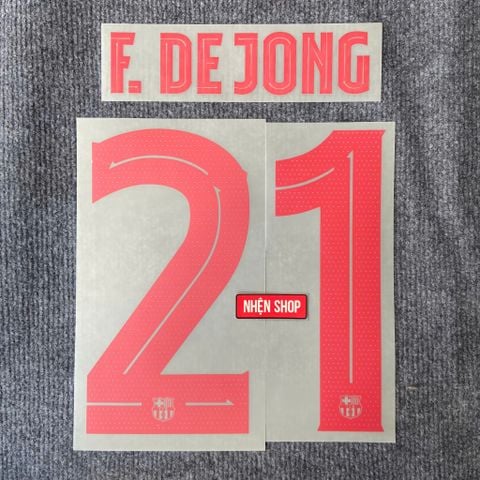 F. DE JONG
21
NHỆN SHOP